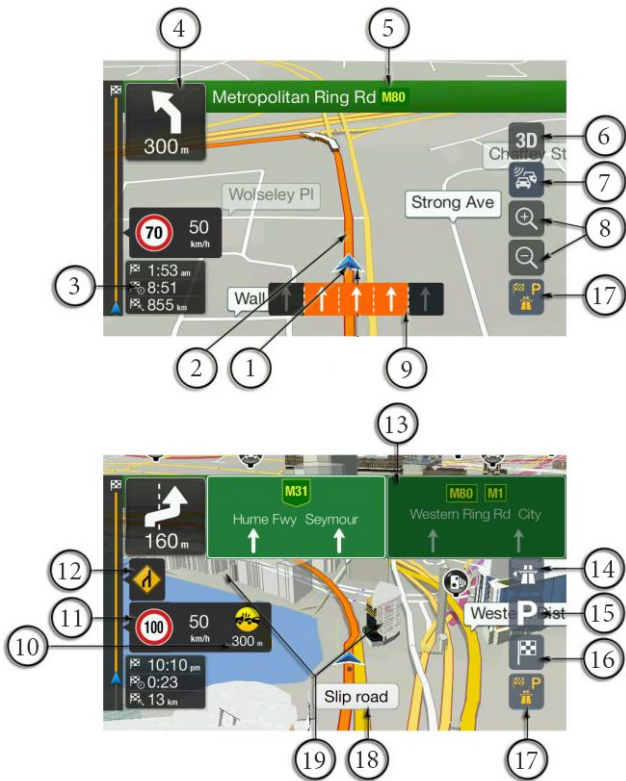 4
5
Metropolitan Ring Rd M80
300 m
3D
6
Chaffey St
7
Wolseley Pl
Strong Ave
70
50
km/h
8
3
1:53 am
8:51
855 km
Wall
P
17
2
1
9
13
M31
Hume Fwy Seymour
M80 M1
Western Ring Rd City
160 m
12
14
11
100
50
km/h
300 m
P
15
10
10:10 pm
0:23
13 km
16
Slip road
P
17
19
18